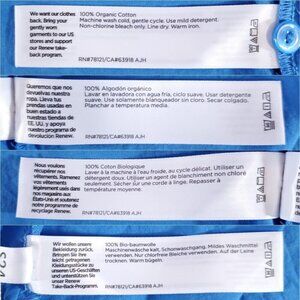 We want our clothes
back. Bring your
gently worn
garments to our US
stores and support
our Renew take-
back program.
100% Organic Cotton
Machine wash cold, gentle cycle. Use mild detergent.
Non-chlorine bleach only. Line dry. Warm iron.
RN#78121/CA#63918 AJH
Queremos que nos
devuelvas nuestra
ropa. Lleva tus
prendas usadas en
buen estado a
nuestras tiendas de
TE, UU, y apoya
nuestro programa de
devolución Renew.
100% Algodón orgánico
Lavar en lavadora con agua fría, ciclo suave. Usar detergente
suave. Use solamente blanqueador sin cloro. Secar colgado.
Planchar a temperatura media.
RN#78121/CA#63918 AJH
Nous voulons
récupérer nos
vêtements. Ramenez
vos vêtements
légèrement usés dans
nos magasins aux
États-Unis et soutenez
notre programme de
recyclage Renew.
100% Coton Biologique
Laver à la machine à l'eau froide, au cycle délicat. Utiliser un
détergent doux. Utiliser un agent de blanchiment non chloré
seulement. Sécher sur une corde à linge. Repasser à
température moyenne.
RN#78121/CA#63918 AJH
Wir wollen unsere
Bekleidung zurück.
Bringen Sie Ihre
leicht getragenen
Kleidungsstücke zu
unseren US-Geschäften
und unterstützen
Sie unser Renew
Take-Back-Programm.
100% Bio-baumwolle
Maschinenwäsche kalt, Schonwaschgang. Mildes Waschmittel
verwenden. Nur chlorfreie Bleiche verwenden. Auf der Leine
trocknen. Warm bügeln.
RN#78121/CA#63918 AJH